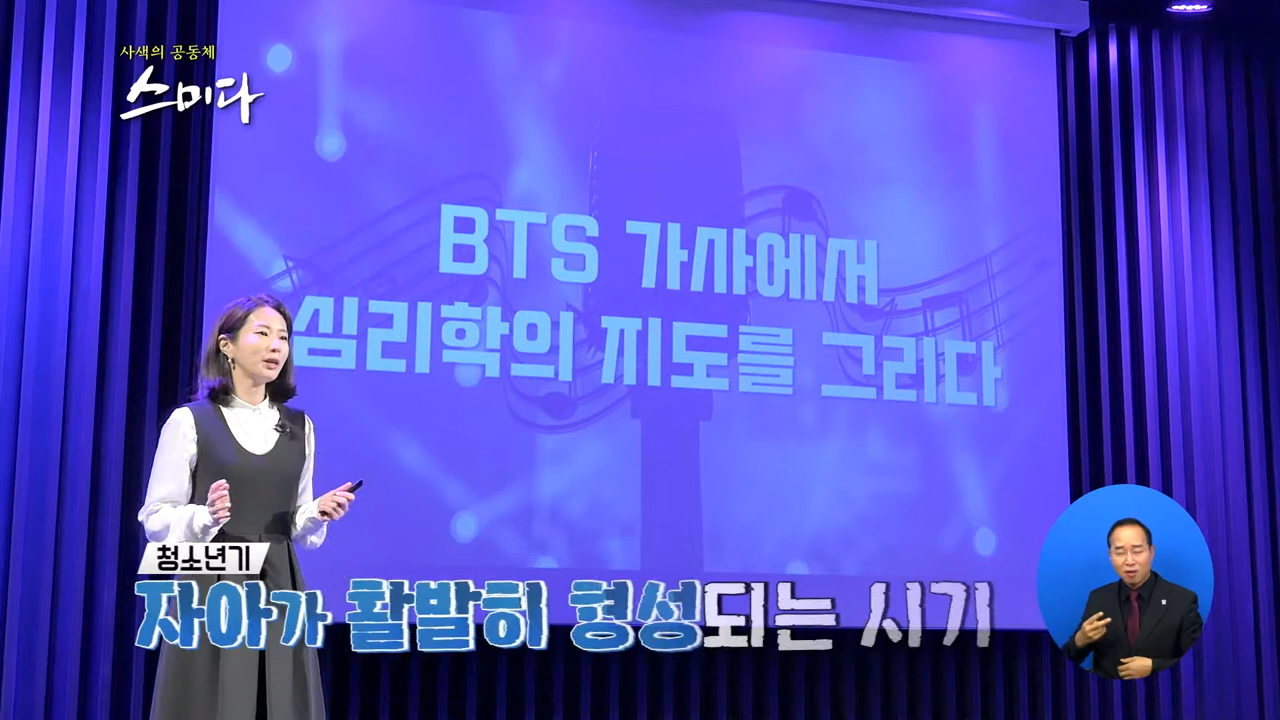 사색의 공동체
스미다
BTS 가사에서
심리학의 지도를 그리다
청소년기
자아가 활발히 형성되는 시기